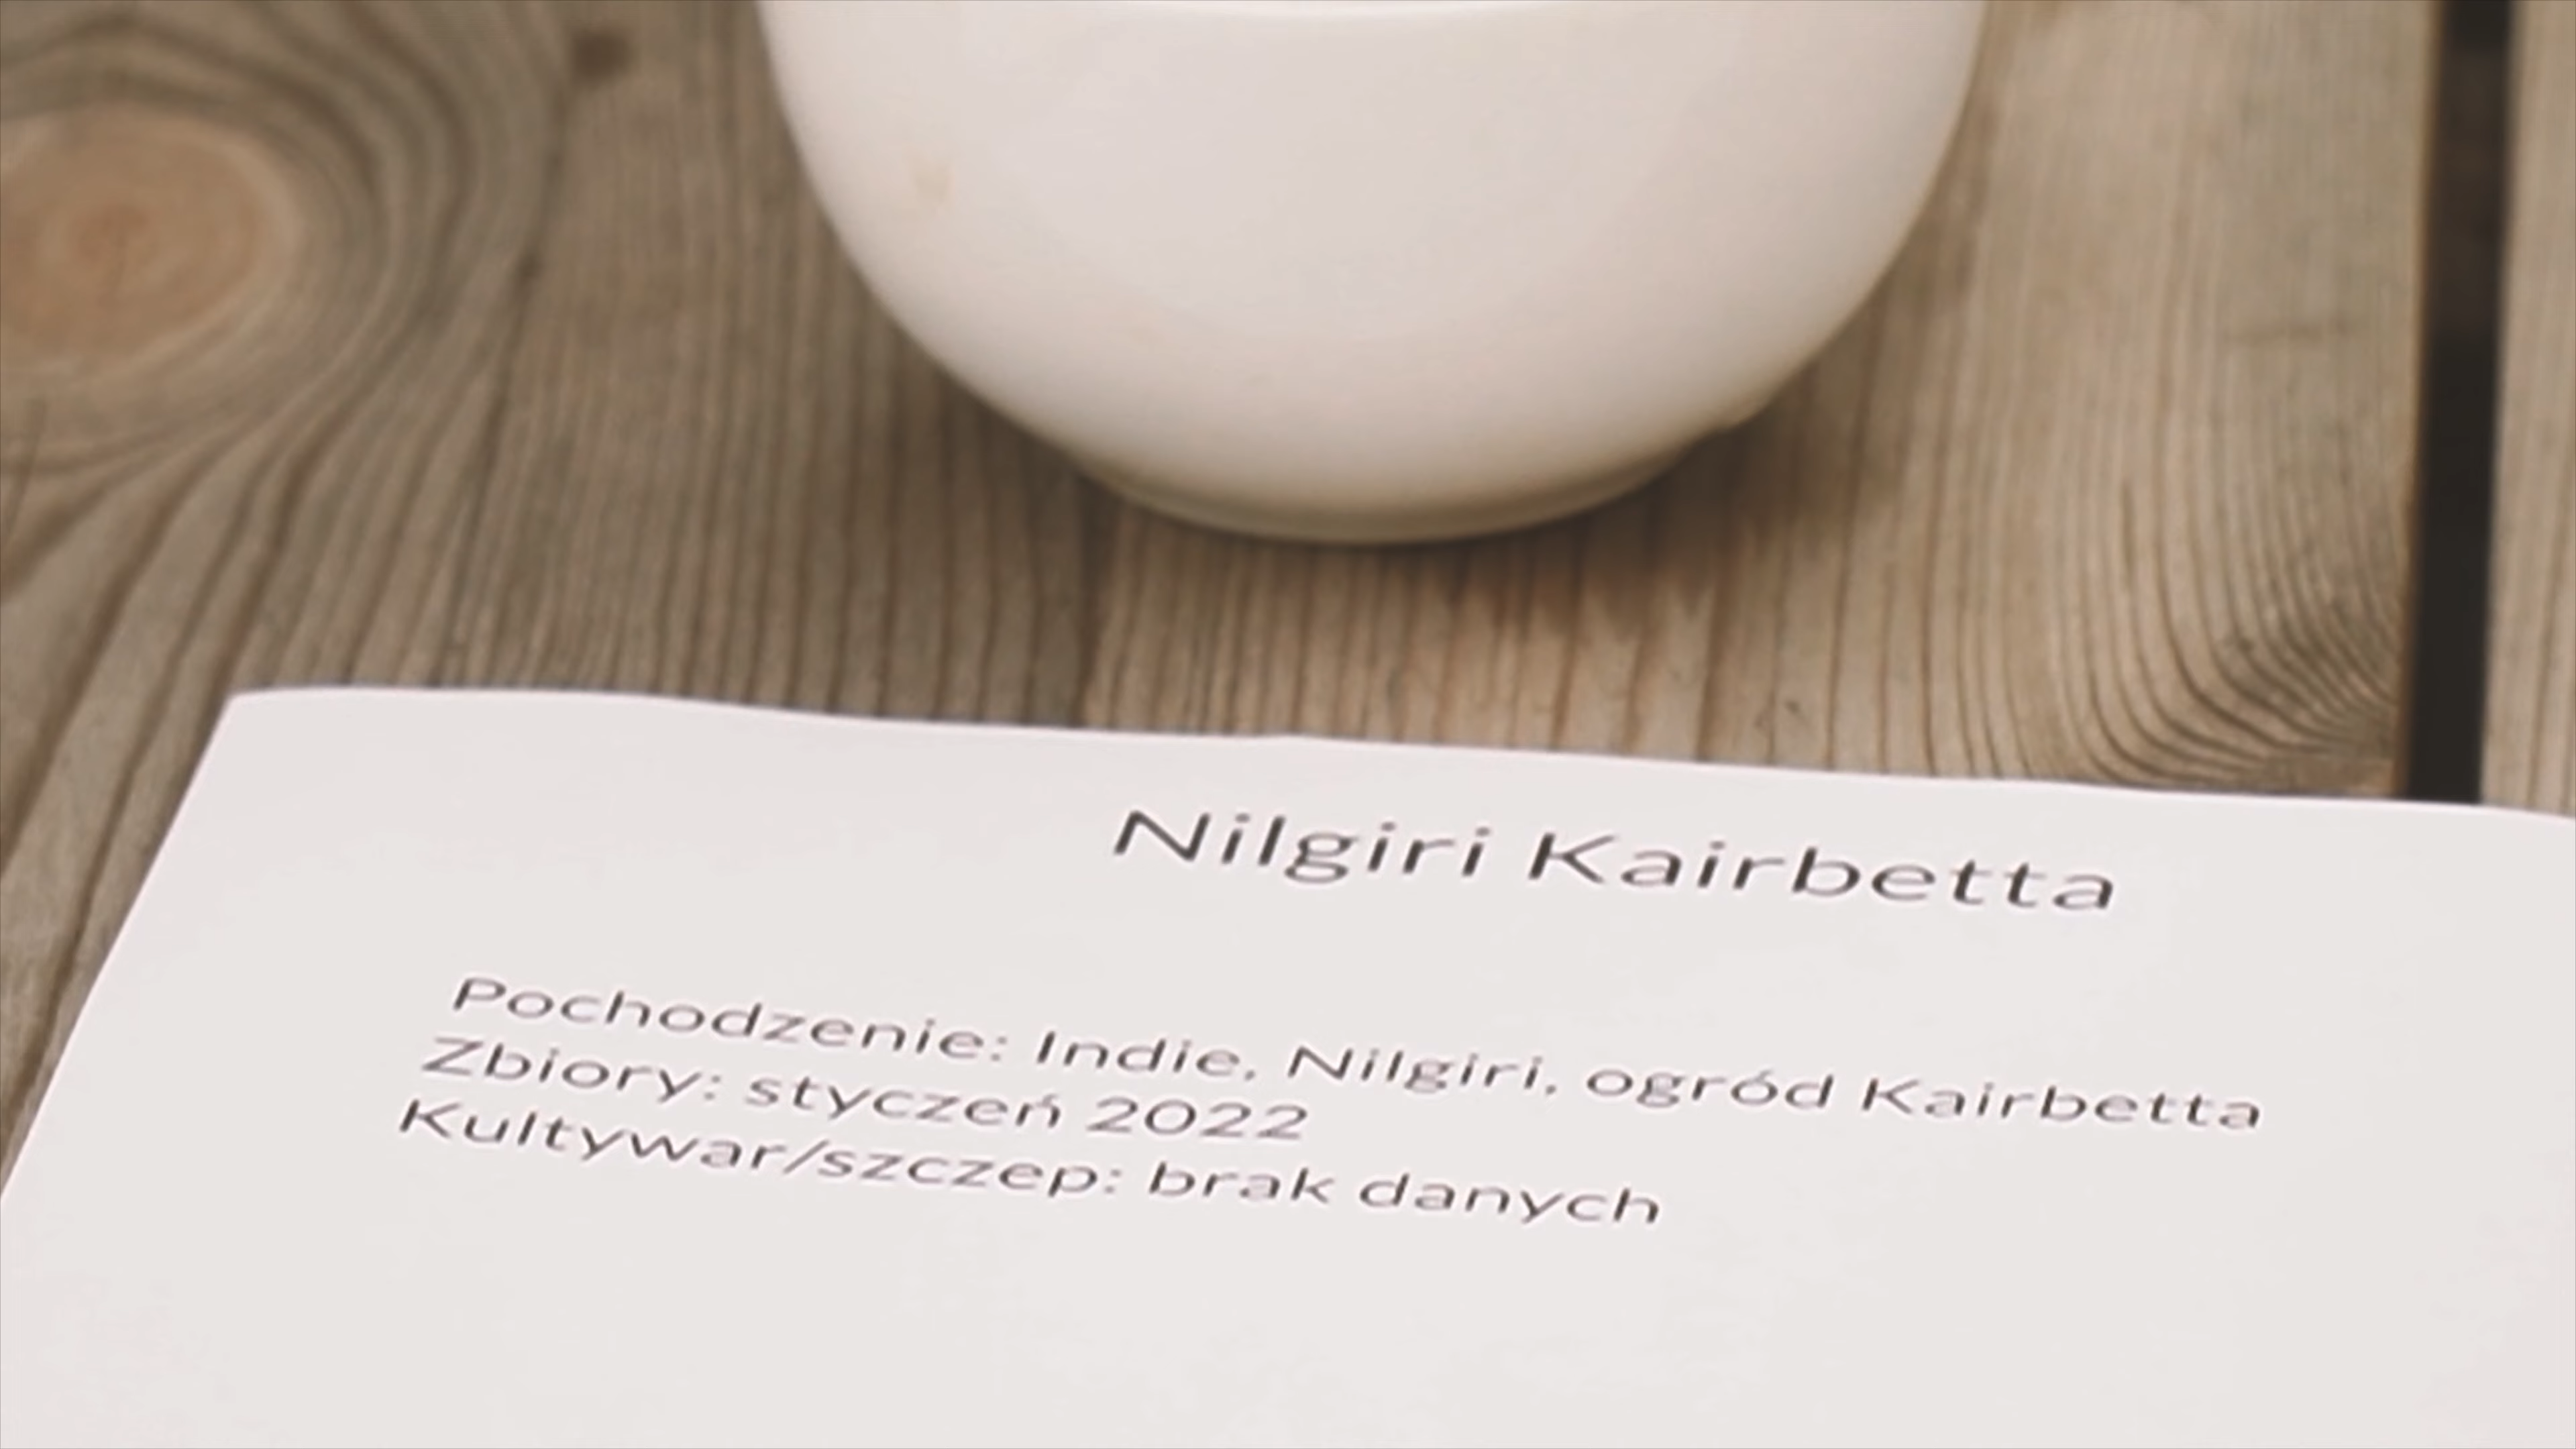 Nilgiri Kairbetta
Pochodzenie: Indie, Nilgiri, ogród Kairbetta
Zbiory: styczeń 2022
Kultywar/szczep: brak danych